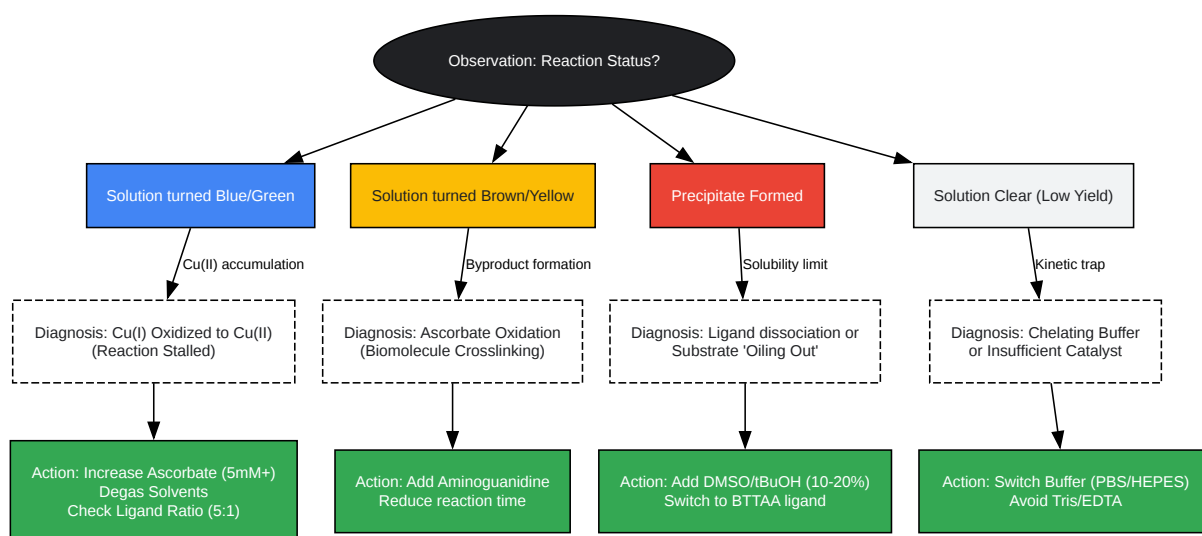 Observation: Reaction Status?
Solution turned Blue/Green
Solution turned Brown/Yellow
Precipitate Formed
Solution Clear (Low Yield)
Cu(II) accumulation
Byproduct formation
Solubility limit
Kinetic trap
Diagnosis: Cu(I) Oxidized to Cu(II)
(Reaction Stalled)
Diagnosis: Ascorbate Oxidation
(Biomolecule Crosslinking)
Diagnosis: Ligand dissociation or
Substrate 'Oiling Out'
Diagnosis: Chelating Buffer
or Insufficient Catalyst
Action: Increase Ascorbate (5mM+)
Degas Solvents
Check Ligand Ratio (5:1)
Action: Add Aminoguanidine
Reduce reaction time
Action: Add DMSO/tBuOH (10-20%)
Switch to BTTAA ligand
Action: Switch Buffer (PBS/HEPES)
Avoid Tris/EDTA